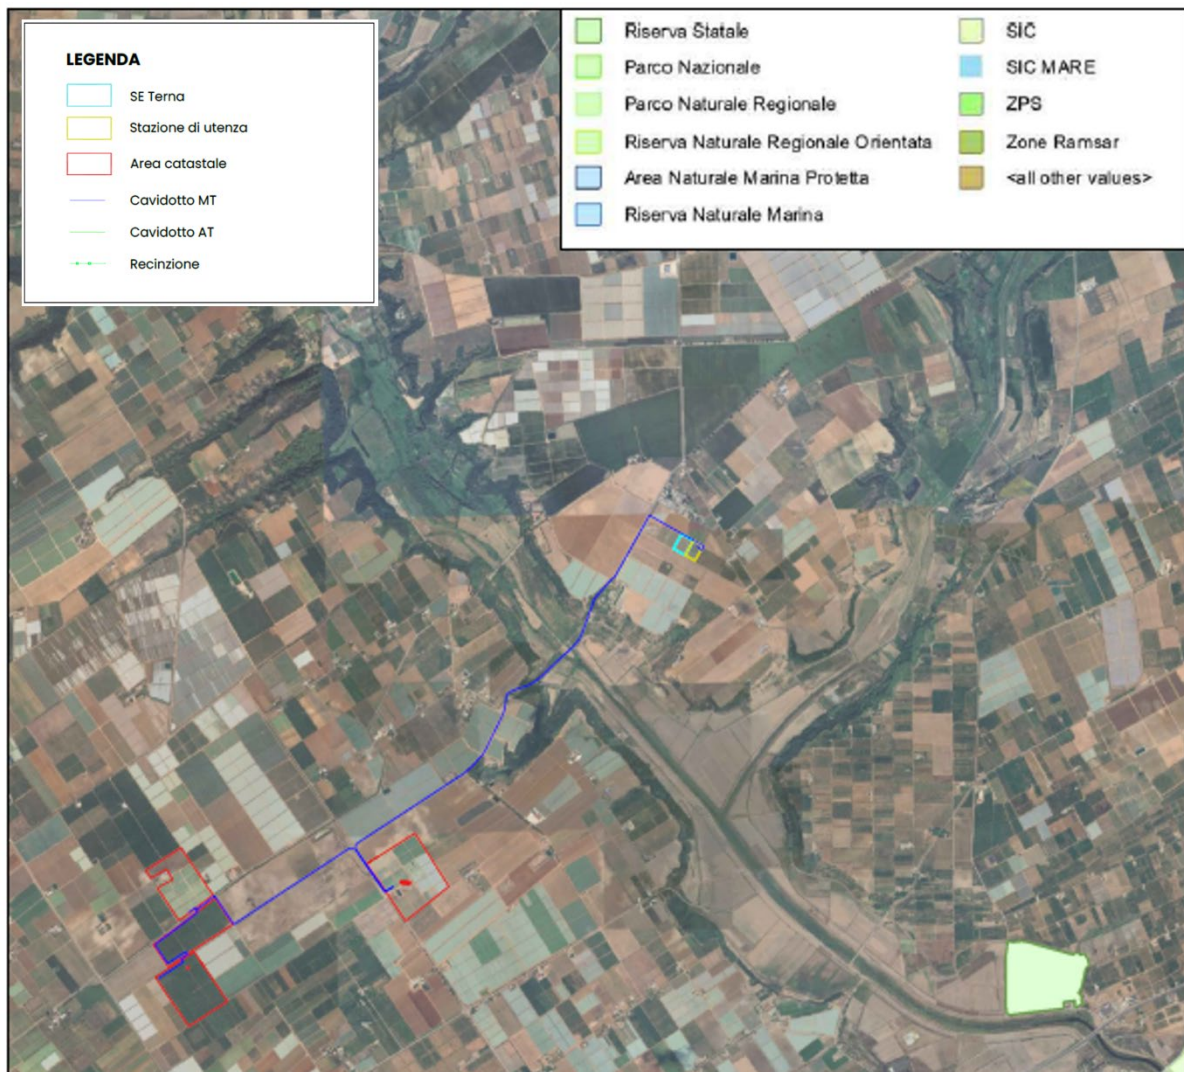 LEGENDA
SE Terna
Stazione di utenza
Area catastale
Cavidotto MT
Cavidotto AT
Recinzione
Riserva Statale
Parco Nazionale
Parco Naturale Regionale
Riserva Naturale Regionale Orientata
Area Naturale Marina Protetta
Riserva Naturale Marina
SIC
SIC MARE
ZPS
Zone Ramsar
<all other values>